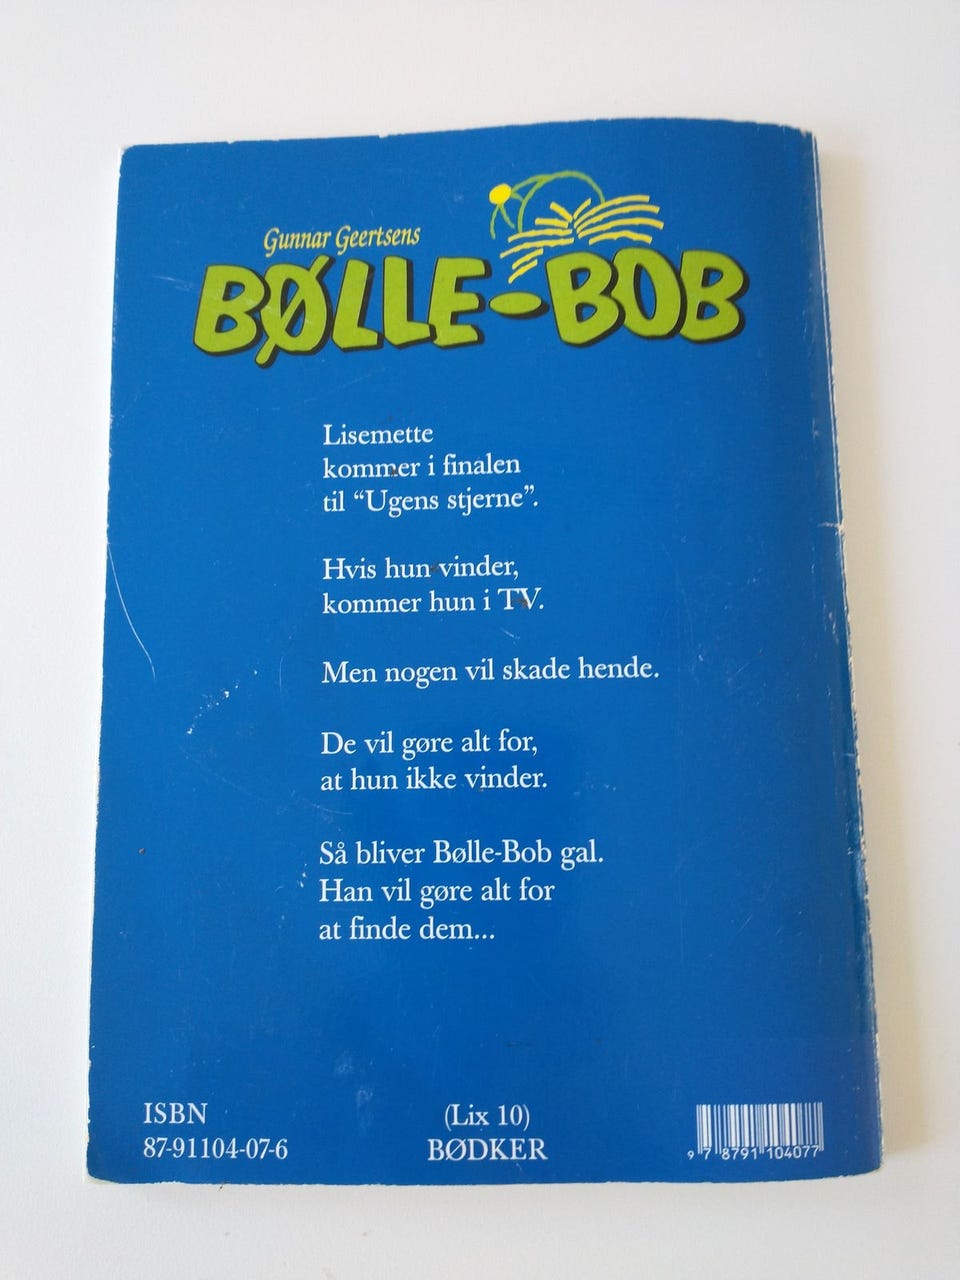 Gunnar Geertsens
BØLLE-BOB
Lisemette
kommer i finalen
til “Ugens stjerne”.
Hvis hun vinder,
kommer hun i TV.
Men nogen vil skade hende.
De vil gøre alt for,
at hun ikke vinder.
Så bliver Bølle-Bob gal.
Han vil gøre alt for
at finde dem...
ISBN
87-91104-07-6
(Lix 10)
BØDKER
9 788791 104077